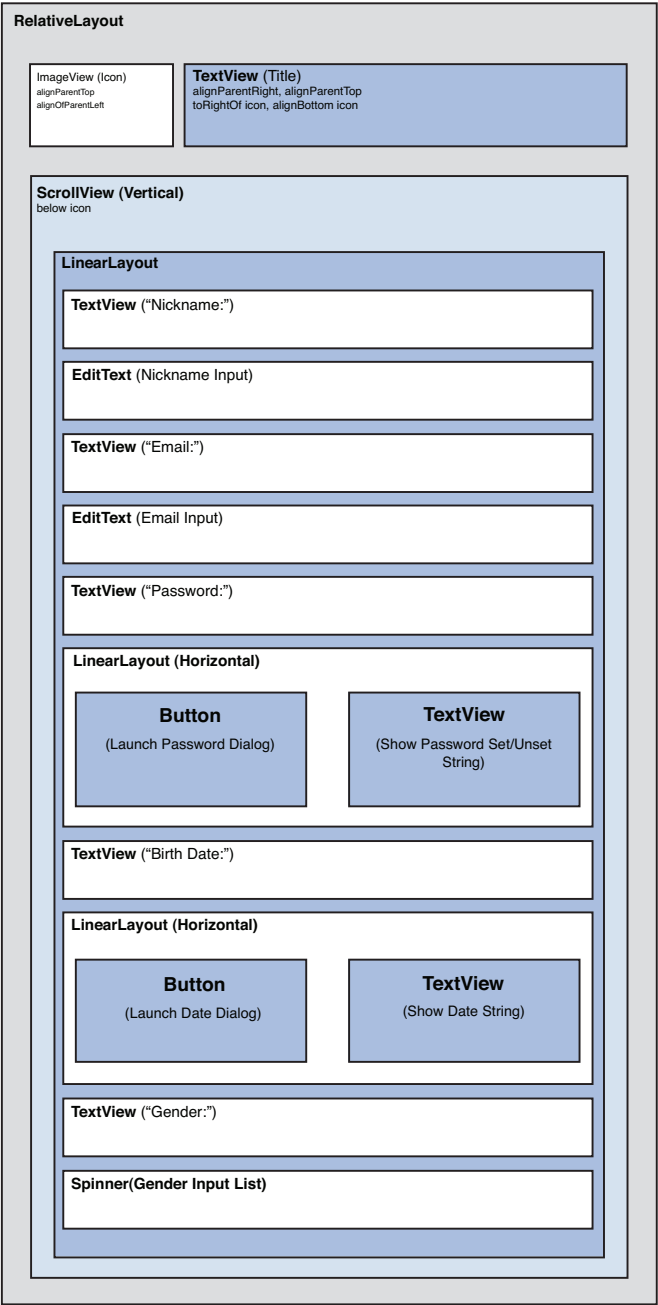 RelativeLayout
ImageView (Icon)
alignParentTop
alignOfParentLeft
TextView (Title)
alignParentRight, alignParentTop
toRightOf icon, alignBottom icon
ScrollView (Vertical)
below icon
LinearLayout
TextView (“Nickname:”)
EditText (Nickname Input)
TextView (“Email:”)
EditText (Email Input)
TextView (“Password:”)
LinearLayout (Horizontal)
Button
(Launch Password Dialog)
TextView
(Show Password Set/Unset
String)
TextView (“Birth Date:”)
LinearLayout (Horizontal)
Button
(Launch Date Dialog)
TextView
(Show Date String)
TextView (“Gender:”)
Spinner(Gender Input List)